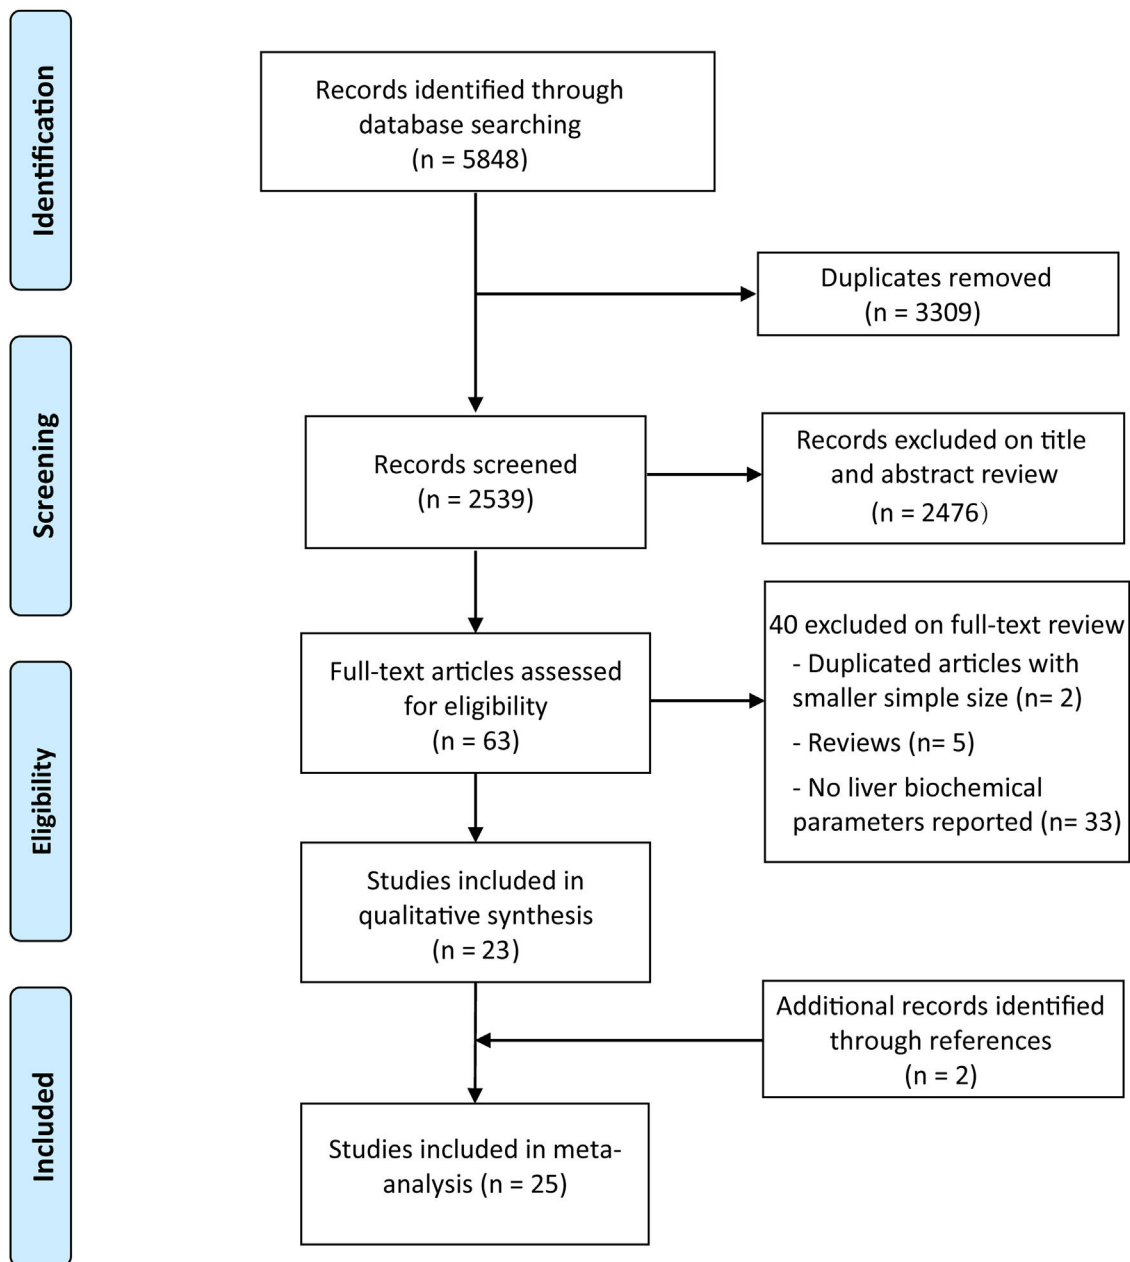 Identification
Records identified through
database searching
(n = 5848)
Duplicates removed
(n = 3309)
Screening
Records screened
(n = 2539)
Records excluded on title
and abstract review
(n = 2476）
Eligibility
Full-text articles assessed
for eligibility
(n = 63)
40 excluded on full-text review
- Duplicated articles with
smaller simple size (n= 2)
- Reviews (n= 5)
- No liver biochemical
parameters reported (n= 33)
Studies included in
qualitative synthesis
(n = 23)
Included
Additional records identified
through references
(n = 2)
Studies included in meta-
analysis (n = 25)